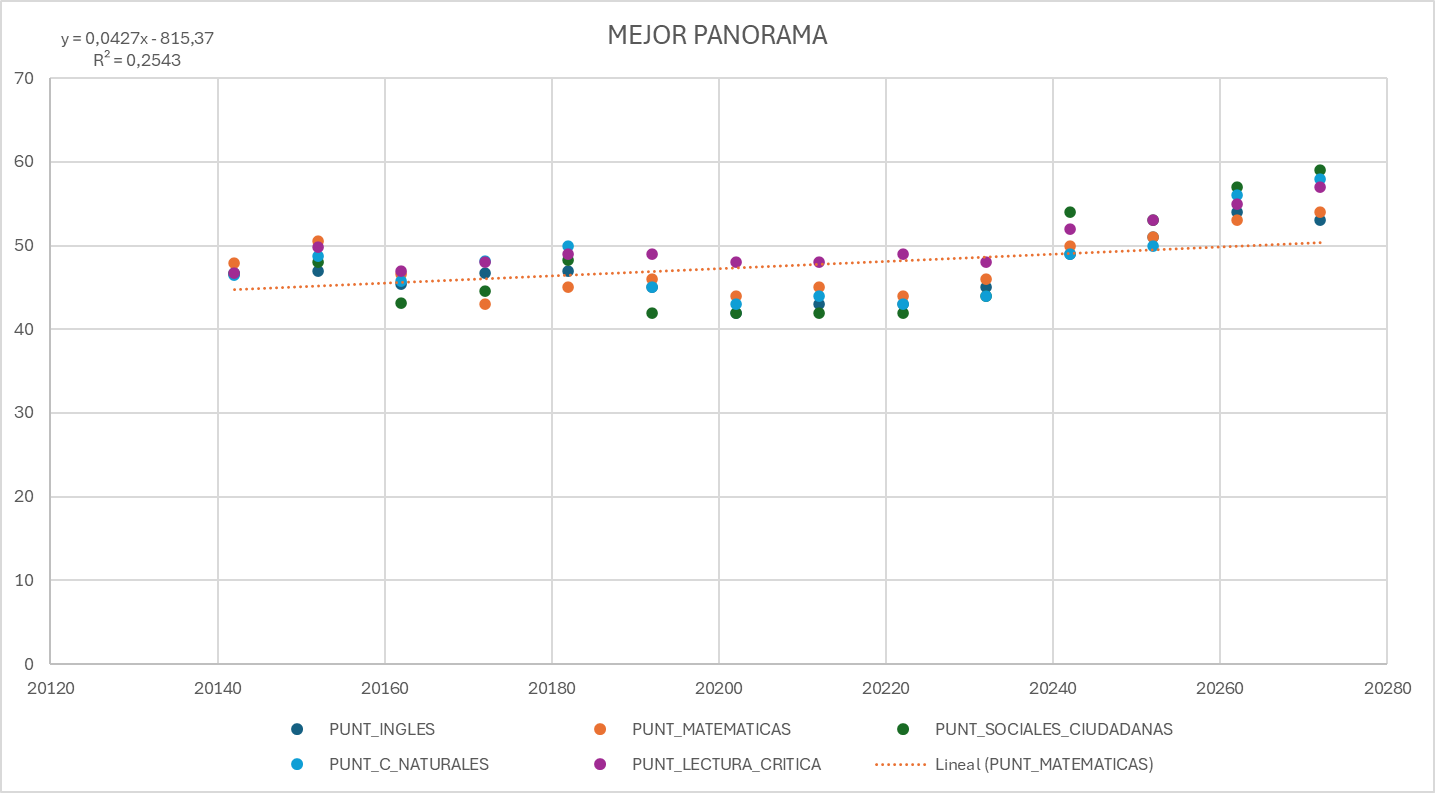 MEJOR PANORAMA
y = 0,0427x - 815,37
R² = 0,2543
70
60
50
40
30
20
10
0
20120 20140 20160 20180 20200 20220 20240 20260 20280
PUNT_INGLES PUNT_MATEMATICAS PUNT_SOCIALES_CIUDADANAS
PUNT_C_NATURALES PUNT_LECTURA_CRITICA Lineal (PUNT_MATEMATICAS)